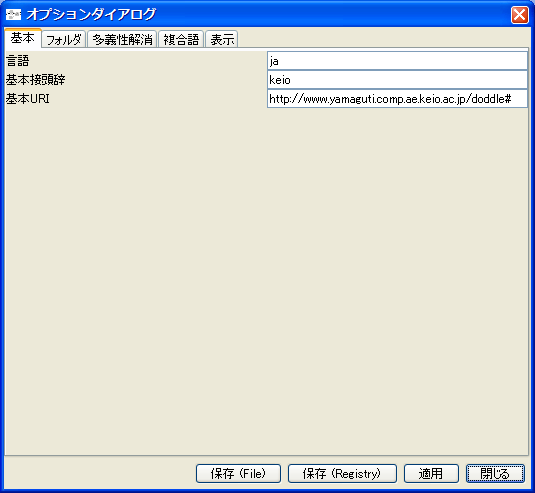 オプションダイアログ
基本 フォルダ 多義性解消 複合語 表示
言語 ja
基本接頭辞 keio
基本URI http://www.yamaguti.comp.ae.keio.ac.jp/doddle#
保存 (File) 保存 (Registry) 適用 閉じる